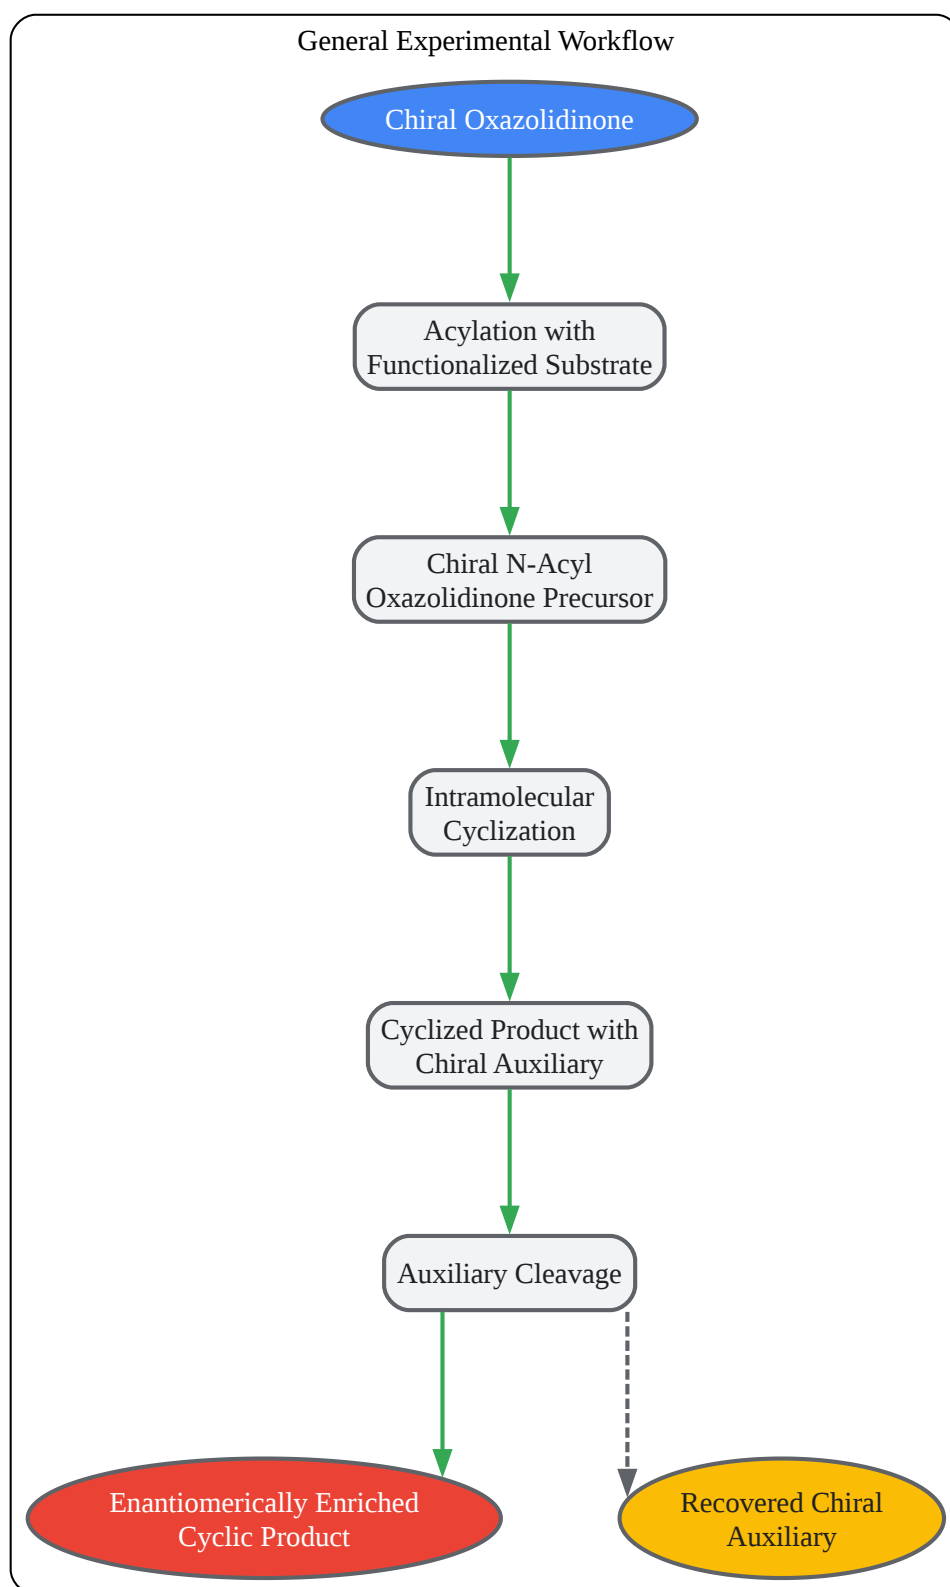 General Experimental Workflow
Chiral Oxazolidinone
Acylation with
Functionalized Substrate
Chiral N-Acyl
Oxazolidinone Precursor
Intramolecular
Cyclization
Cyclized Product with
Chiral Auxiliary
Auxiliary Cleavage
Enantiomerically Enriched
Cyclic Product
Recovered Chiral
Auxiliary